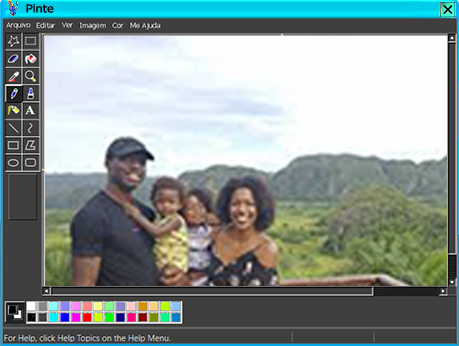 Pinte
Arquivo Editar Ver Imagem Cor Me Ajuda
A
For Help, click Help Topics on the Help Menu.